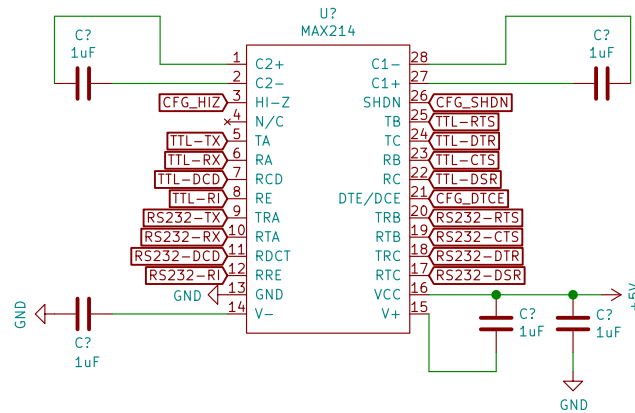 U?
MAX214
C?
1uF
C?
1uF
1 C2+ C1- 28
2 C2- C1+ 27
CFG_HIZ 3 HI-Z SHDN 26 CFG_SHDN
4 N/C TB 25 TTL-RTS
TTL-TX 5 TA TC 24 TTL-DTR
TTL-RX 6 RA RB 23 TTL-CTS
TTL-DCD 7 RCD RC 22 TTL-DSR
TTL-RI 8 RE DTE/DCE 21 CFG_DTCE
RS232-TX 9 TRA TRB 20 RS232-RTS
RS232-RX 10 RTA RTB 19 RS232-CTS
RS232-DCD 11 RDCT TRC 18 RS232-DTR
RS232-RI 12 RRE RTC 17 RS232-DSR
GND 13 GND VCC 16 +5V
GND 14 V- V+ 15
C?
1uF
C?
1uF
C?
1uF
GND